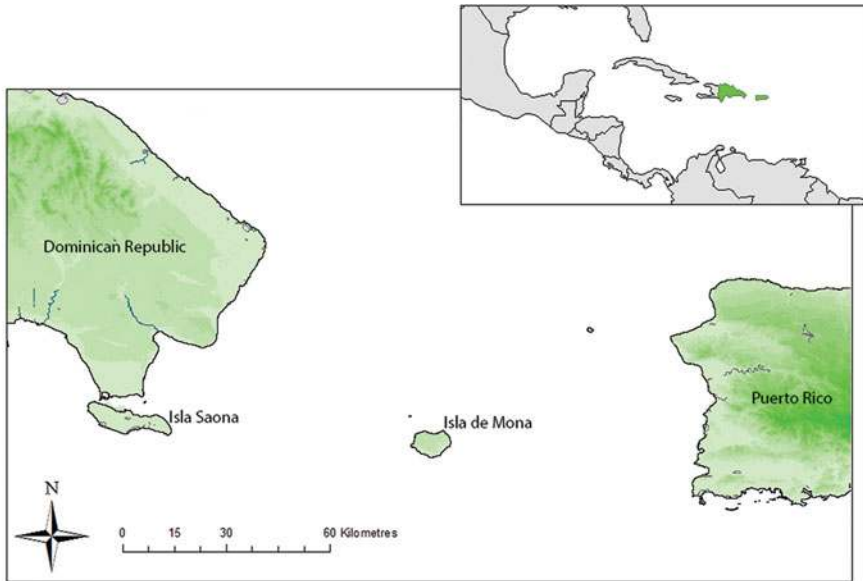 Dominican Republic
Puerto Rico
Isla Saona
Isla de Mona
N
0 15 30 60 Kilometres